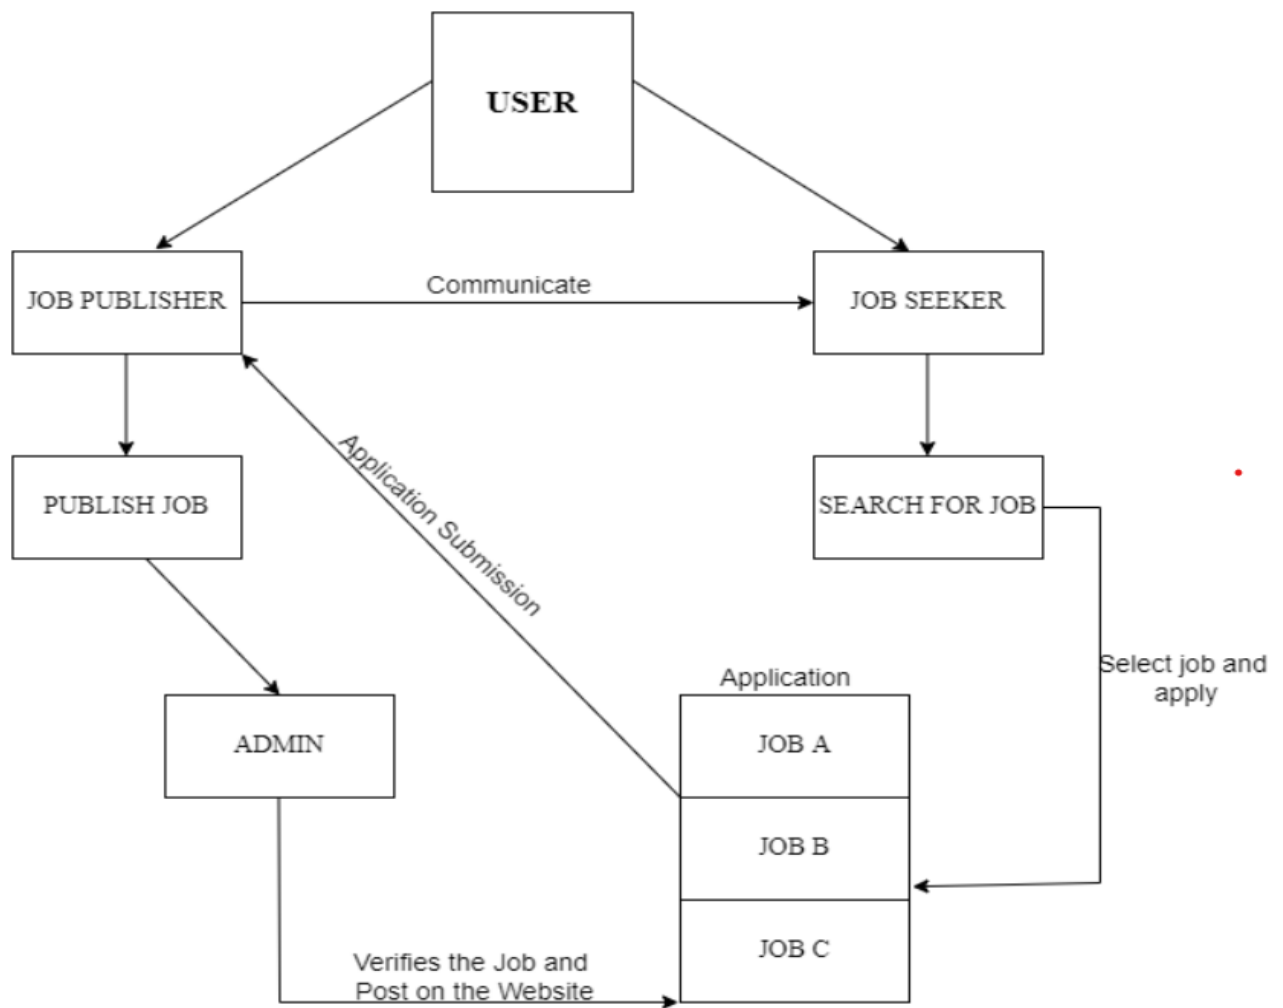 USER
JOB PUBLISHER
Communicate
JOB SEEKER
Application Submission
PUBLISH JOB
SEARCH FOR JOB
Select job and
apply
Application
ADMIN
JOB A
JOB B
JOB C
Verifies the Job and
Post on the Website